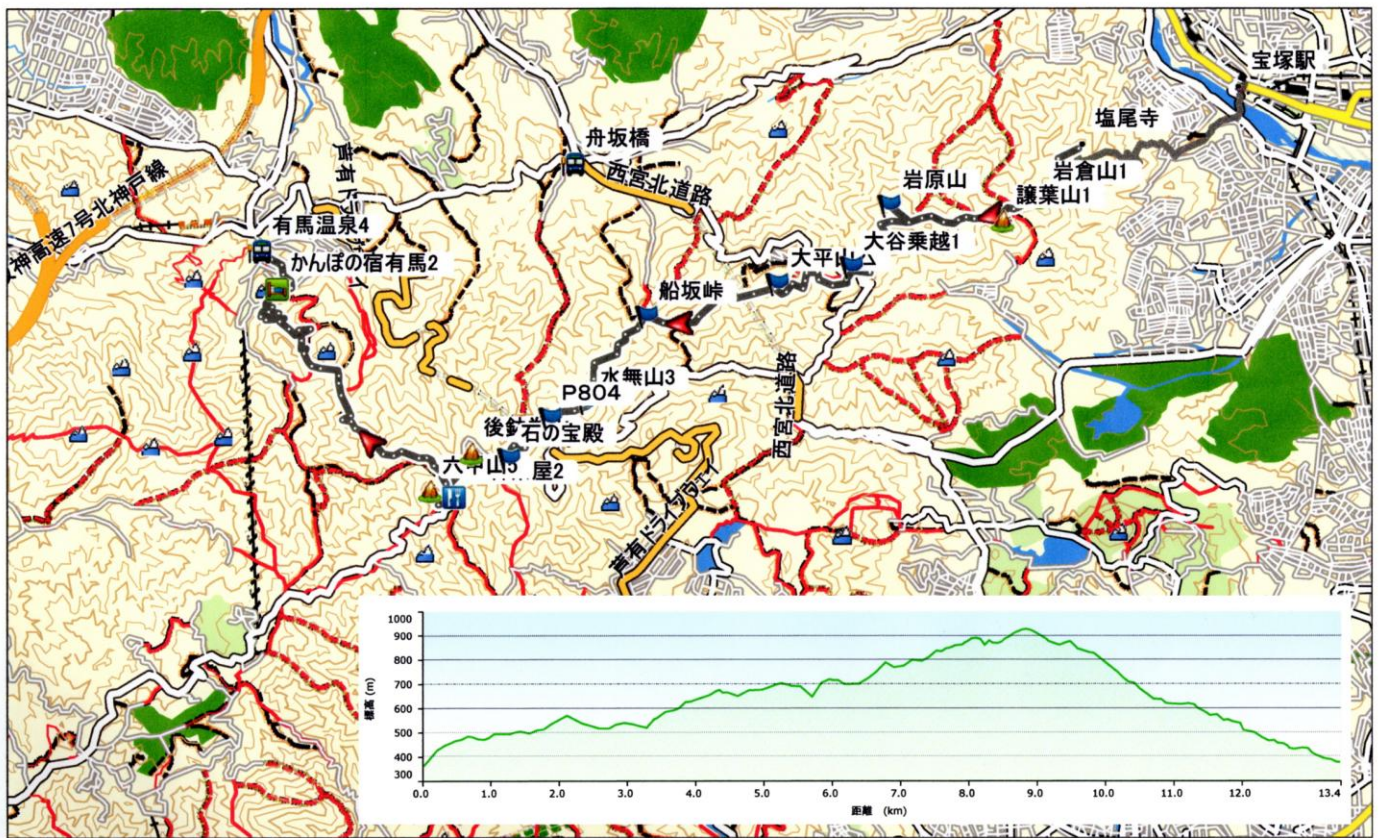 宝塚駅
塩尾寺
舟坂橋
岩倉山1
西宮北道路
岩原山
譲葉山1
神高速7号北神戸線
有馬温泉4
大谷乗越1
かんぽの宿有馬2
大平山
船坂峠
水無山3
P804
西宮北道路
石の宝殿
屋2
芦有ドライブウェイ
1000
900
800
700
600
500
400
300
標高 (m)
0.0 1.0 2.0 3.0 4.0 5.0 6.0 7.0 8.0 9.0 10.0 11.0 12.0 13.4
距離 (km)